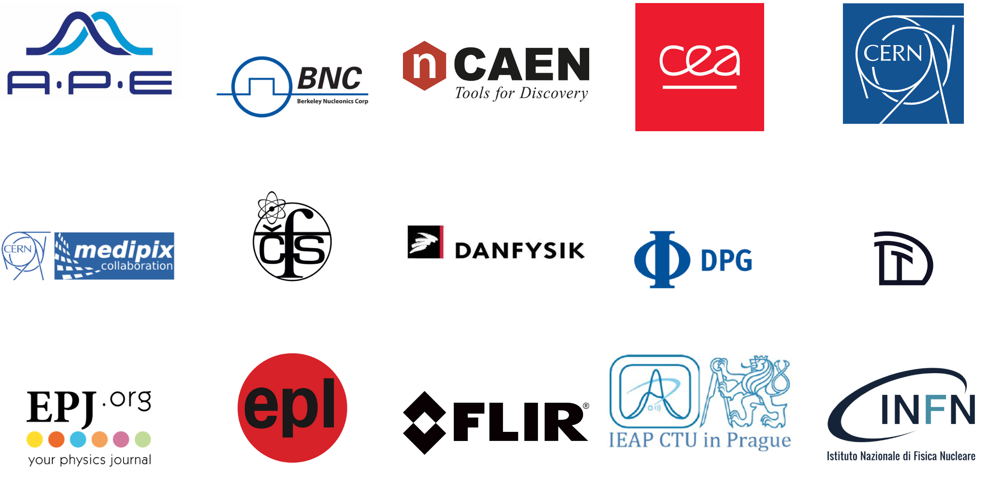 A·P·E
BNC
Berkeley Nucleonics Corp
n CAEN
Tools for Discovery
cea
CERN
CERN
medipix
collaboration
čfs
DANFYSIK
DPG
EPJ.org
your physics journal
epl
FLIR®
IEAP CTU in Prague
INFN
Istituto Nazionale di Fisica Nucleare